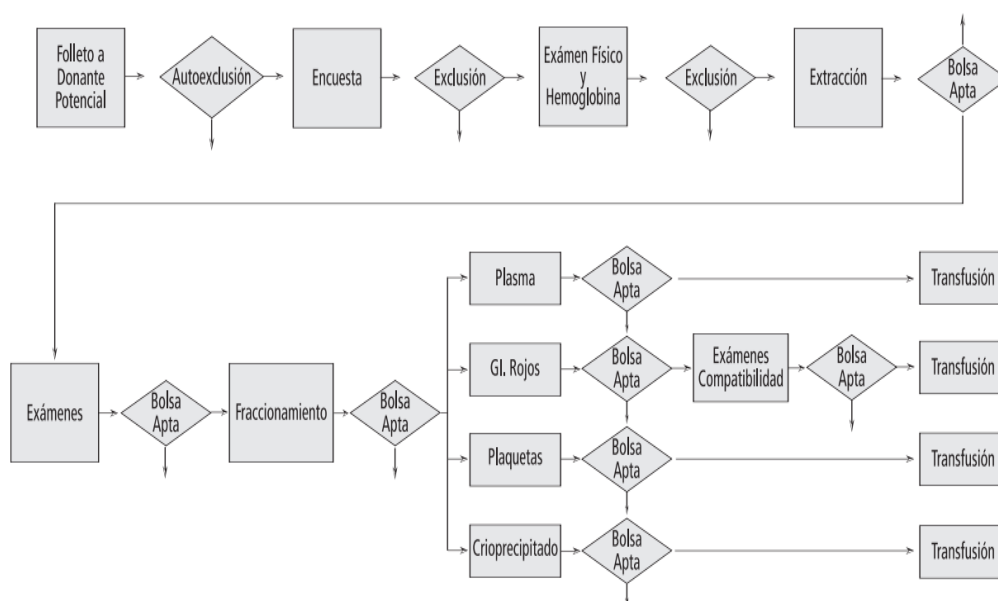 Folleto a
Donante
Potencial
Autoexclusión
Encuesta
Exclusión
Exámen Físico
y
Hemoglobina
Exclusión
Extracción
Bolsa
Apta
Plasma
Bolsa
Apta
Transfusión
Exámenes
Bolsa
Apta
Fraccionamiento
Bolsa
Apta
Gl. Rojos
Bolsa
Apta
Exámenes
Compatibilidad
Bolsa
Apta
Transfusión
Plaquetas
Bolsa
Apta
Transfusión
Crioprecipitado
Bolsa
Apta
Transfusión